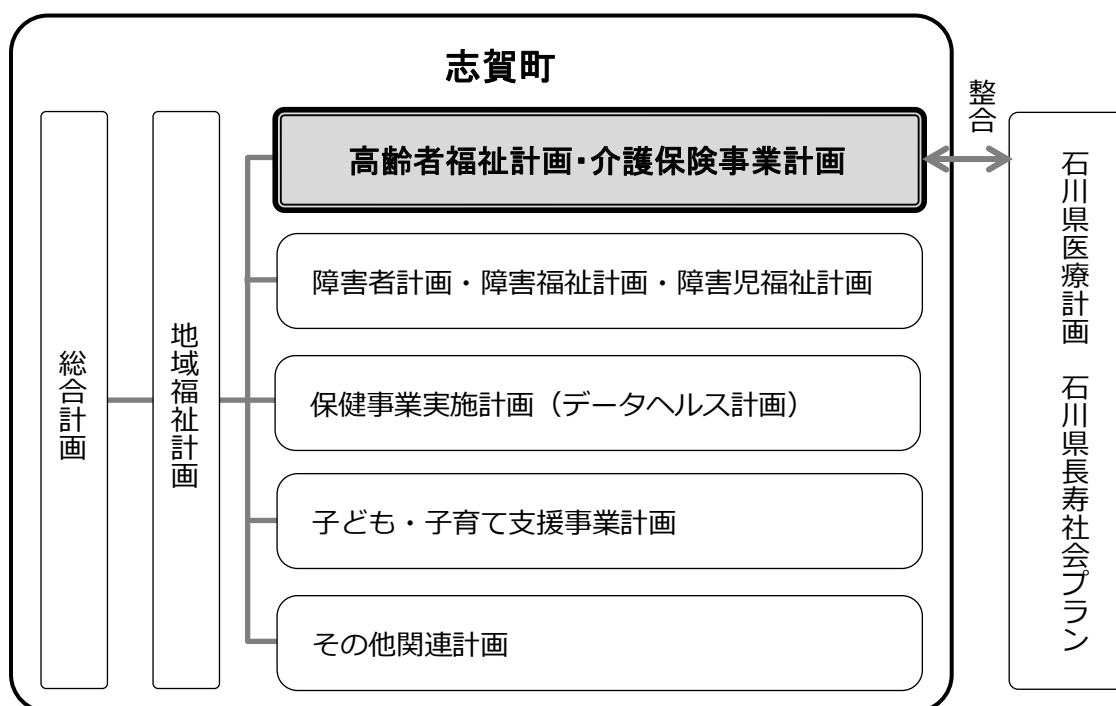 志賀町
総合計画
地域福祉計画
高齢者福祉計画・介護保険事業計画
障害者計画・障害福祉計画・障害児福祉計画
保健事業実施計画（データヘルス計画）
子ども・子育て支援事業計画
その他関連計画
整合
石川県医療計画　石川県長寿社会プラン